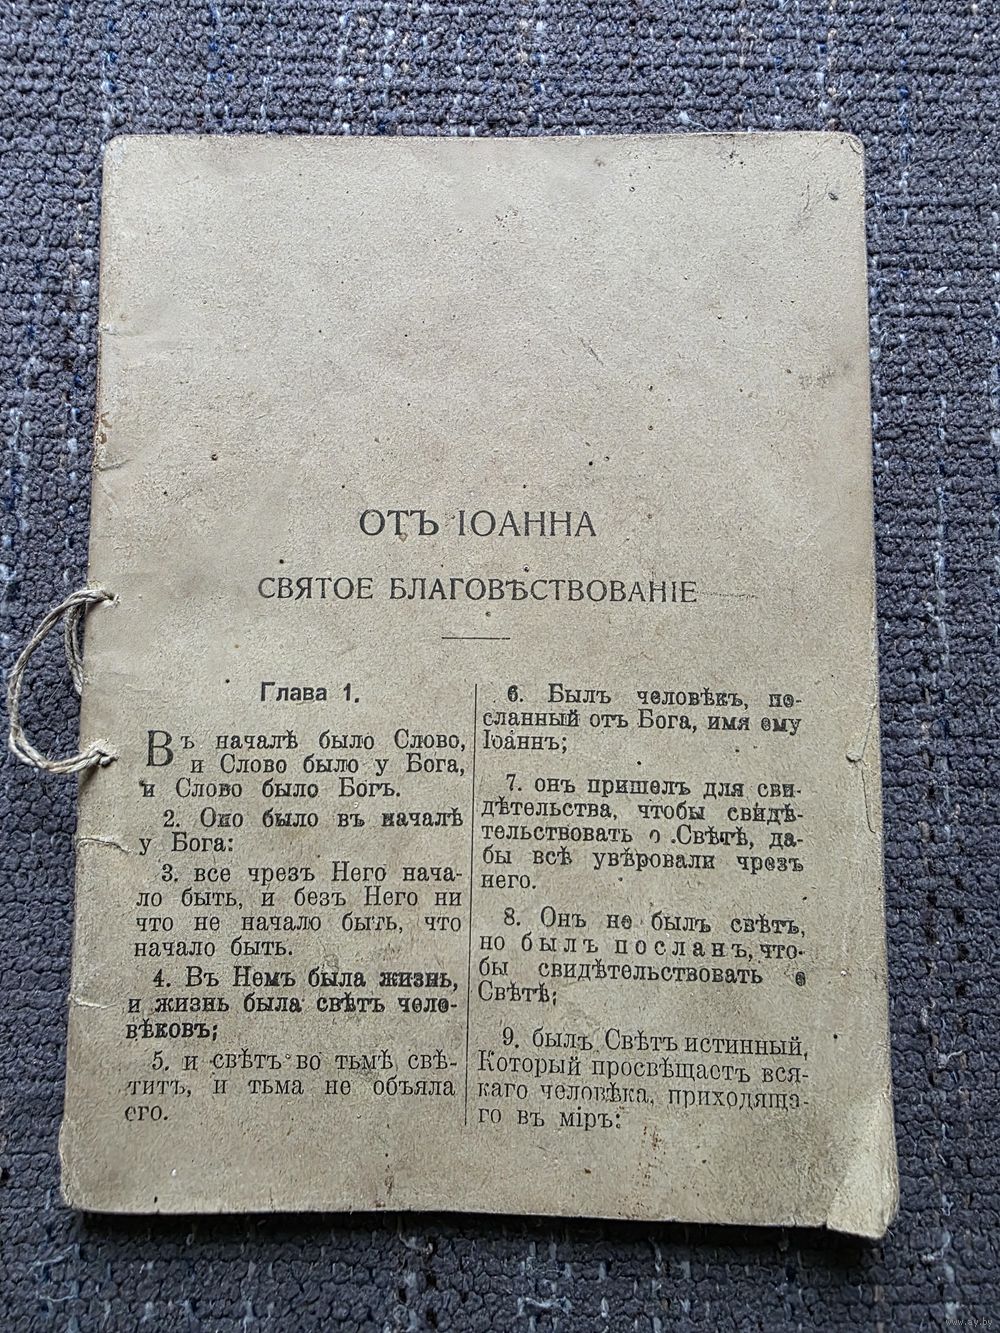 ОТЪ ІОАННА
СВЯТОЕ БЛАГОВѢСТВОВАНІЕ
Глава 1.
Въ началѣ было Слово,
и Слово было у Бога,
и Слово было Богъ.
2. Оно было въ началѣ
у Бога:
3. все чрезъ Него нача-
ло быть, и безъ Него ни
что не начало быть, что
начало быть.
4. Въ Немъ была жизнь,
и жизнь была свѣтъ чело-
вѣковъ;
5. и свѣтъ во тьмѣ свѣ-
титъ, и тьма не объяла
его.
6. Былъ человѣкъ, по-
сланный отъ Бога, имя ему
Іоаннъ;
7. онъ пришелъ для сви-
дѣтельства, чтобы свидѣ-
тельствовать о Свѣтѣ, да-
бы всѣ увѣровали чрезъ
него.
8. Онъ не былъ свѣтъ,
но былъ посланъ, что-
бы свидѣтельствовать о
Свѣтѣ;
9. былъ Свѣтъ истинный,
Который просвѣщаетъ вся-
каго человѣка, приходяща-
го въ міръ:
www.ay.by